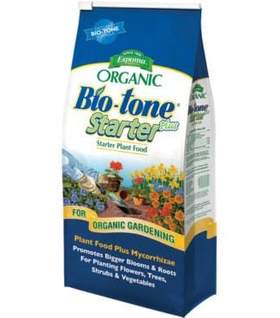 BIO-TONE
Espoma
ORGANIC
Bio-tone®
Starter Plus
Starter Plant Food
FOR
ORGANIC GARDENING
Plant Food Plus Mycorrhizae
Promotes Bigger Blooms & Roots
For Planting Flowers, Trees,
Shrubs & Vegetables